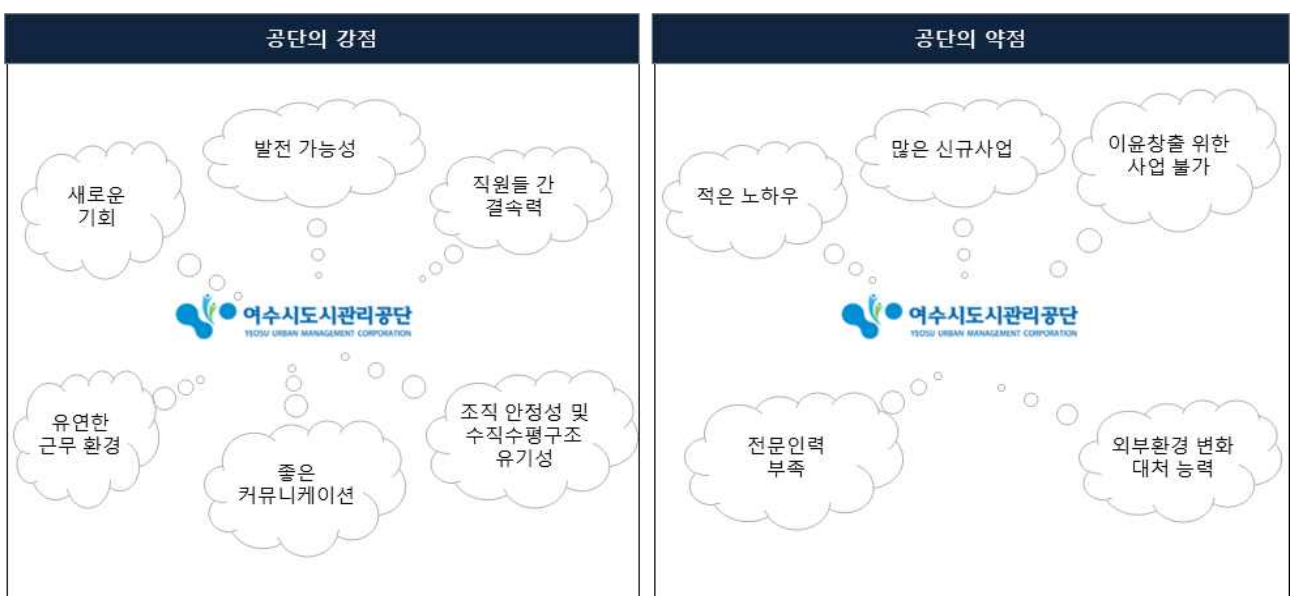 공단의 강점
새로운
기회
발전 가능성
직원들 간
결속력
여수시도시관리공단
YEOSU URBAN MANAGEMENT CORPORATION
유연한
근무 환경
좋은
커뮤니케이션
조직 안정성 및
수직수평구조
유기성
공단의 약점
적은 노하우
많은 신규사업
이윤창출 위한
사업 불가
여수시도시관리공단
YEOSU URBAN MANAGEMENT CORPORATION
전문인력
부족
외부환경 변화
대처 능력